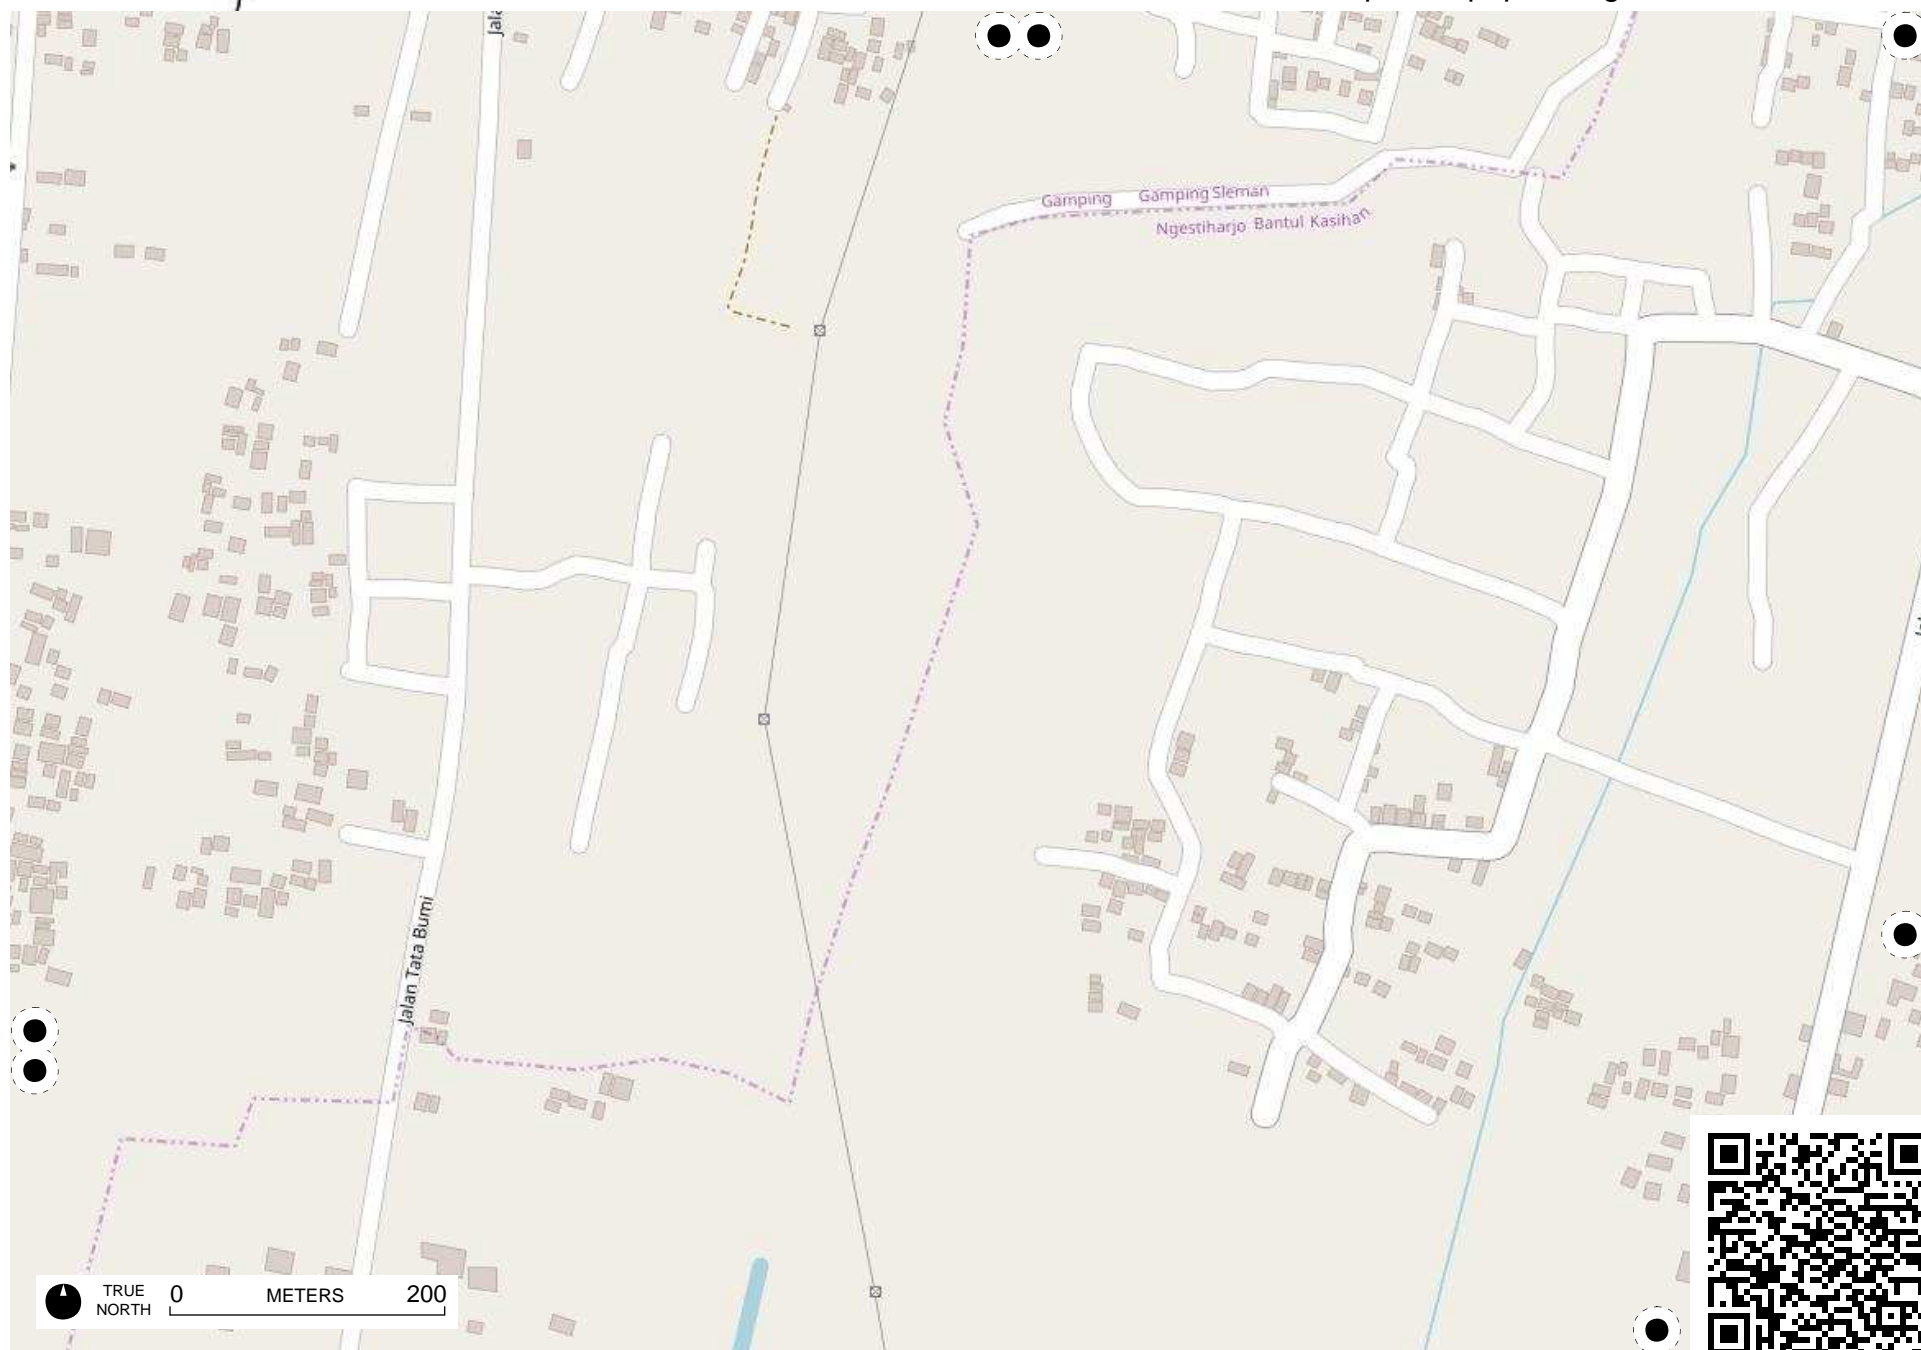 Gamping Gamping Sleman
Ngestiharjo Bantul Kasihan
Jalan Tata Bumi
TRUE NORTH
0 METERS 200